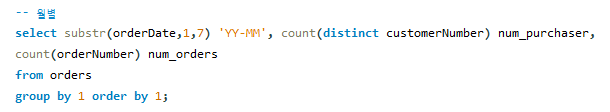 -- 월별
select substr(orderDate,1,7) 'YY-MM', count(distinct customerNumber) num_purchaser,
count(orderNumber) num_orders
from orders
group by 1 order by 1;